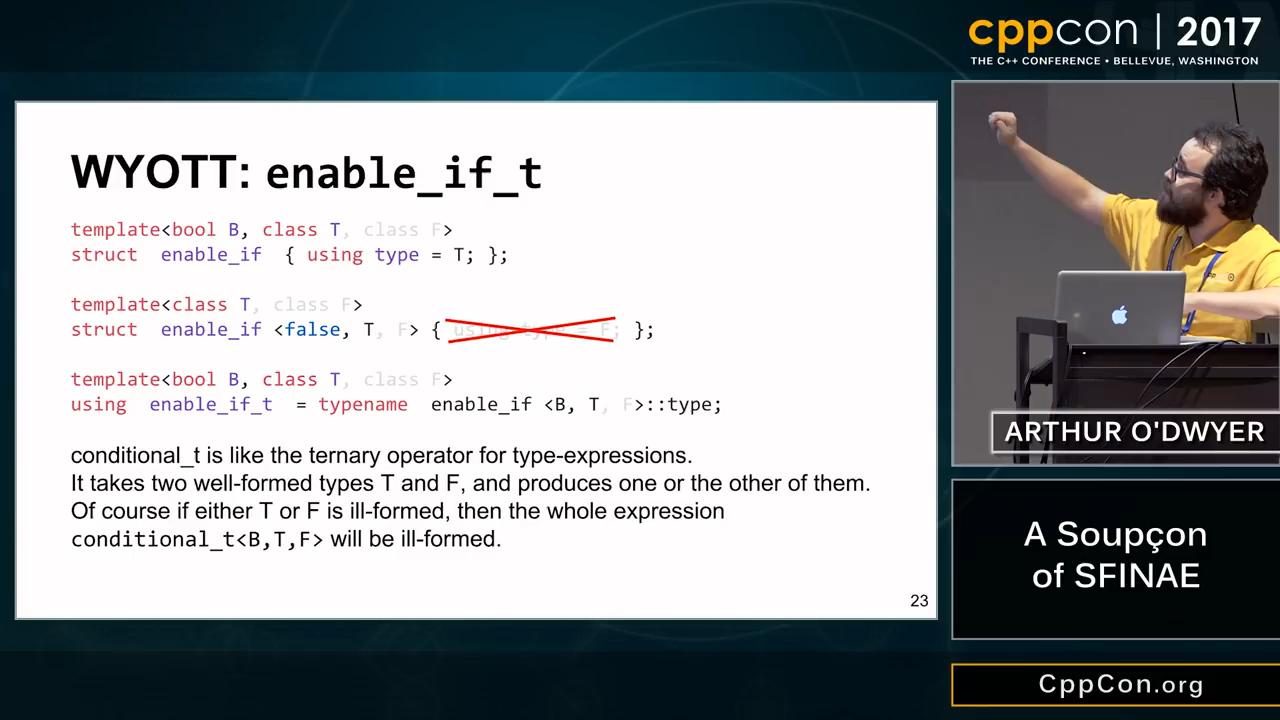 cppcon | 2017
THE C++ CONFERENCE • BELLEVUE, WASHINGTON
WYOTT: enable_if_t
template<bool B, class T, class F>
struct enable_if { using type = T; };
template<class T, class F>
struct enable_if <false, T, F> { using type = F; };
template<bool B, class T, class F>
using enable_if_t = typename enable_if <B, T, F>::type;
conditional_t is like the ternary operator for type-expressions.
It takes two well-formed types T and F, and produces one or the other of them.
Of course if either T or F is ill-formed, then the whole expression
conditional_t<B,T,F> will be ill-formed.
23
ARTHUR O'DWYER
A Soupçon
of SFINAE
CppCon.org